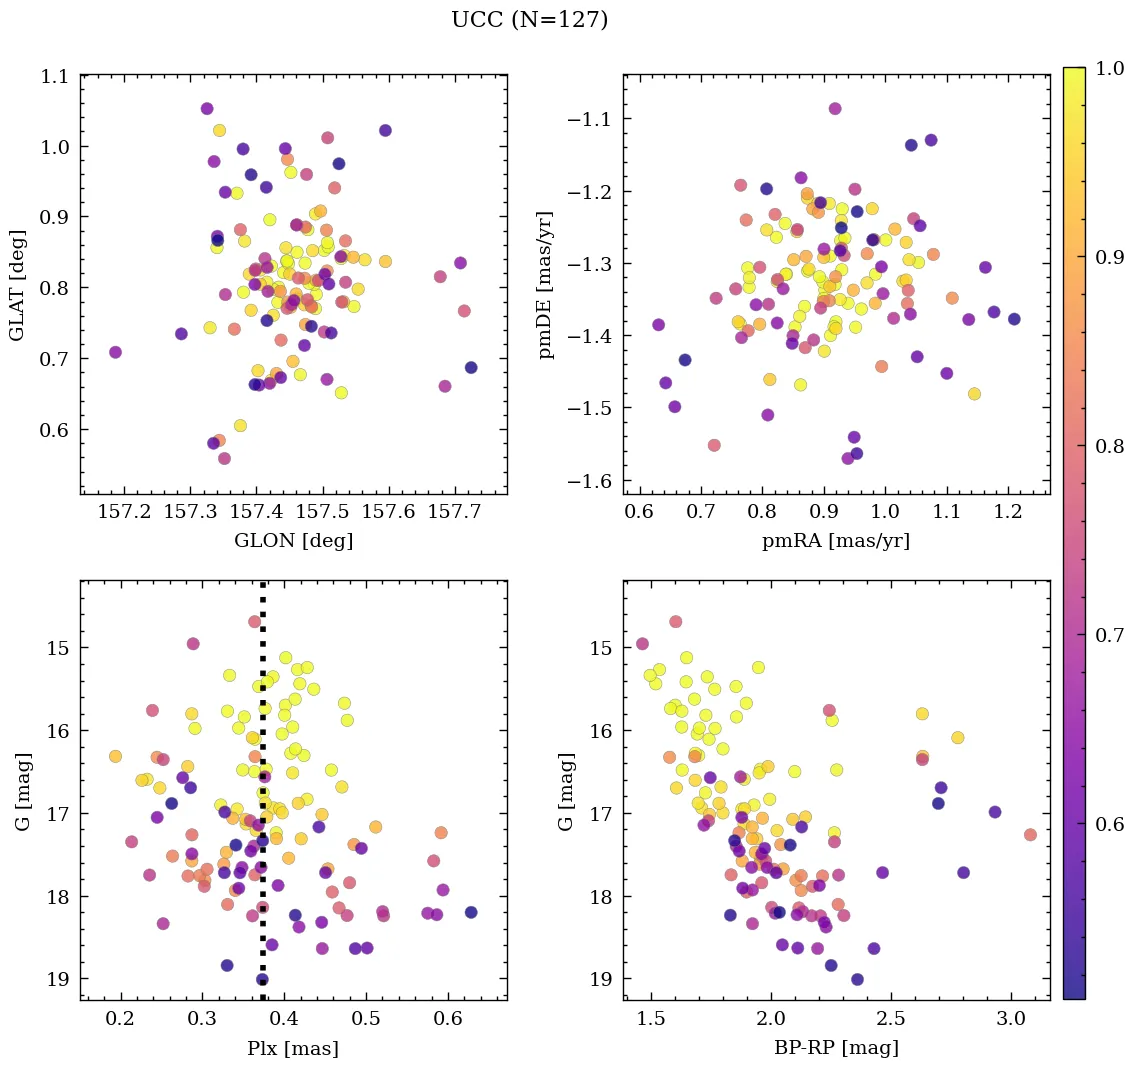 UCC (N=127)
1.1
1.0
0.9
0.8
0.7
0.6
GLAT [deg]
157.2 157.3 157.4 157.5 157.6 157.7
GLON [deg]
−1.1
−1.2
−1.3
−1.4
−1.5
−1.6
pmDE [mas/yr]
0.6 0.7 0.8 0.9 1.0 1.1 1.2
pmRA [mas/yr]
15
16
17
18
19
G [mag]
0.2 0.3 0.4 0.5 0.6
Plx [mas]
15
16
17
18
19
G [mag]
1.5 2.0 2.5 3.0
BP-RP [mag]
1.0
0.9
0.8
0.7
0.6